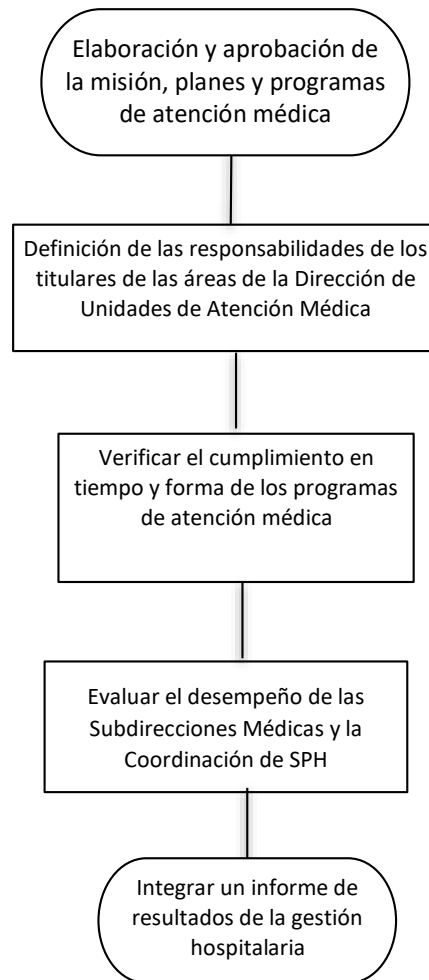 Elaboración y aprobación de
la misión, planes y programas
de atención médica
Definición de las responsabilidades de los
titulares de las áreas de la Dirección de
Unidades de Atención Médica
Verificar el cumplimiento en
tiempo y forma de los programas
de atención médica
Evaluar el desempeño de las
Subdirecciones Médicas y la
Coordinación de SPH
Integrar un informe de
resultados de la gestión
hospitalaria